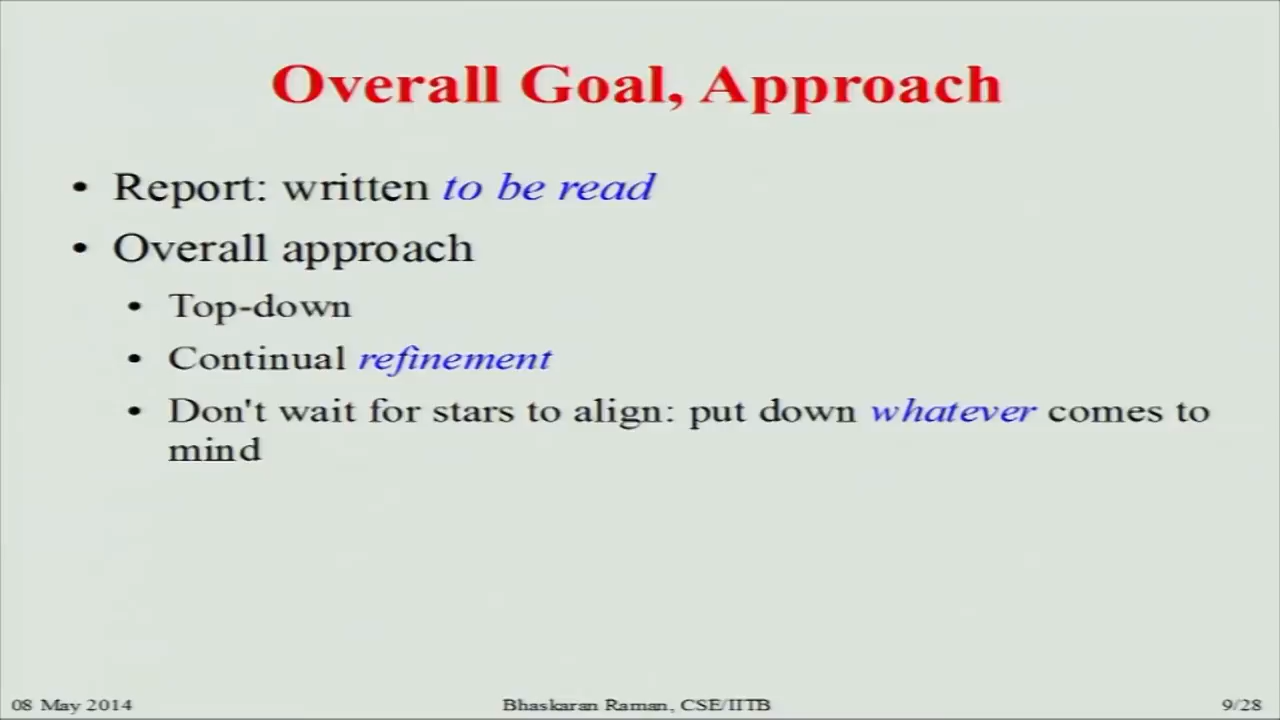 Overall Goal, Approach
• Report: written to be read
• Overall approach
• Top-down
• Continual refinement
• Don't wait for stars to align: put down whatever comes to
mind
08 May 2014
Bhaskaran Raman, CSE/IITB
9/28